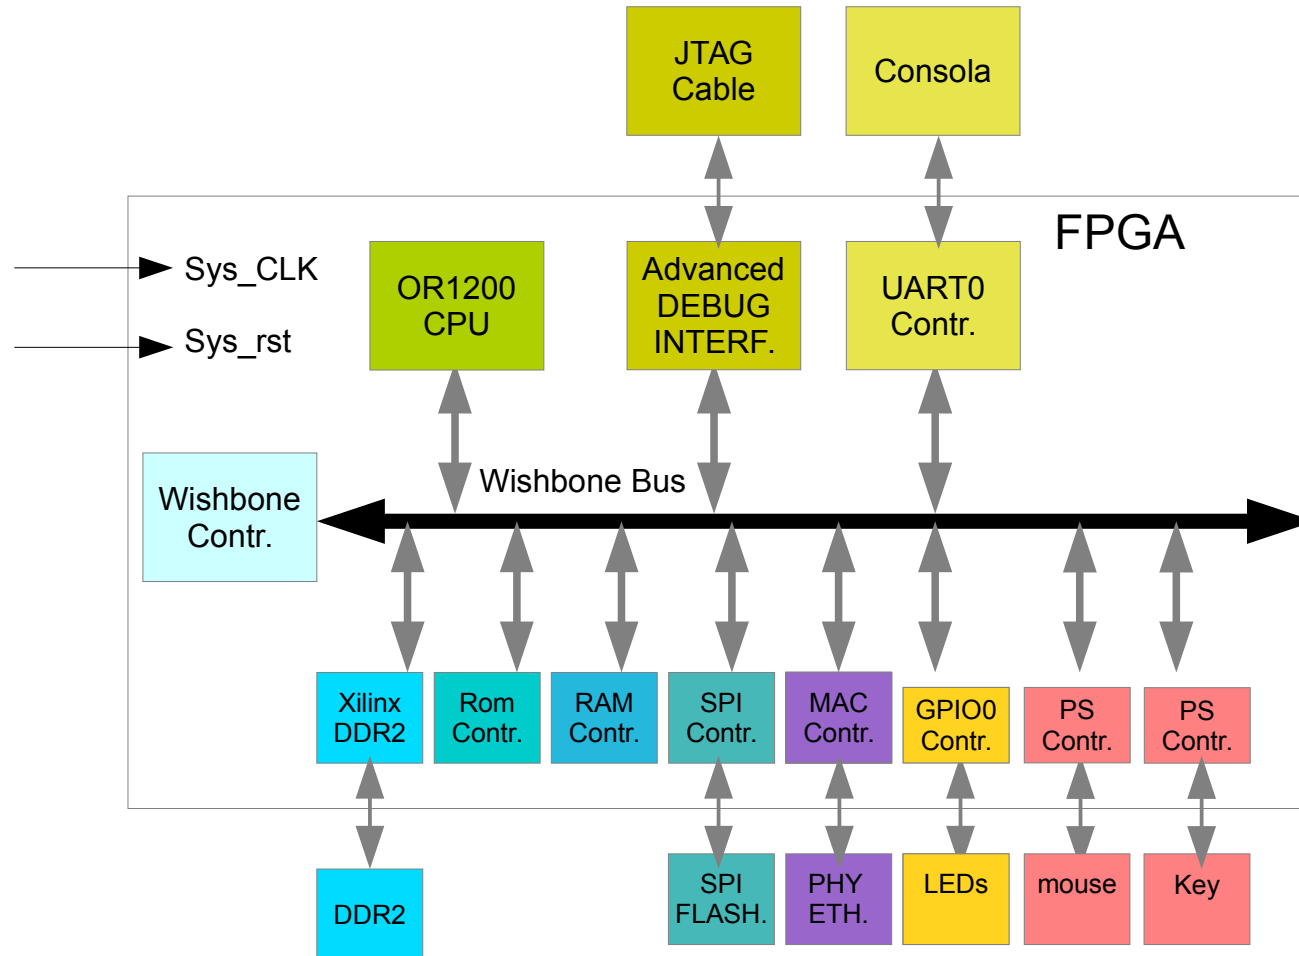 JTAG
Cable
Consola
FPGA
Sys_CLK
Sys_rst
OR1200
CPU
Advanced
DEBUG
INTERF.
UART0
Contr.
Wishbone
Contr.
Wishbone Bus
Xilinx
DDR2
Rom
Contr.
RAM
Contr.
SPI
Contr.
MAC
Contr.
GPIO0
Contr.
PS
Contr.
PS
Contr.
DDR2
SPI
FLASH.
PHY
ETH.
LEDs
mouse
Key